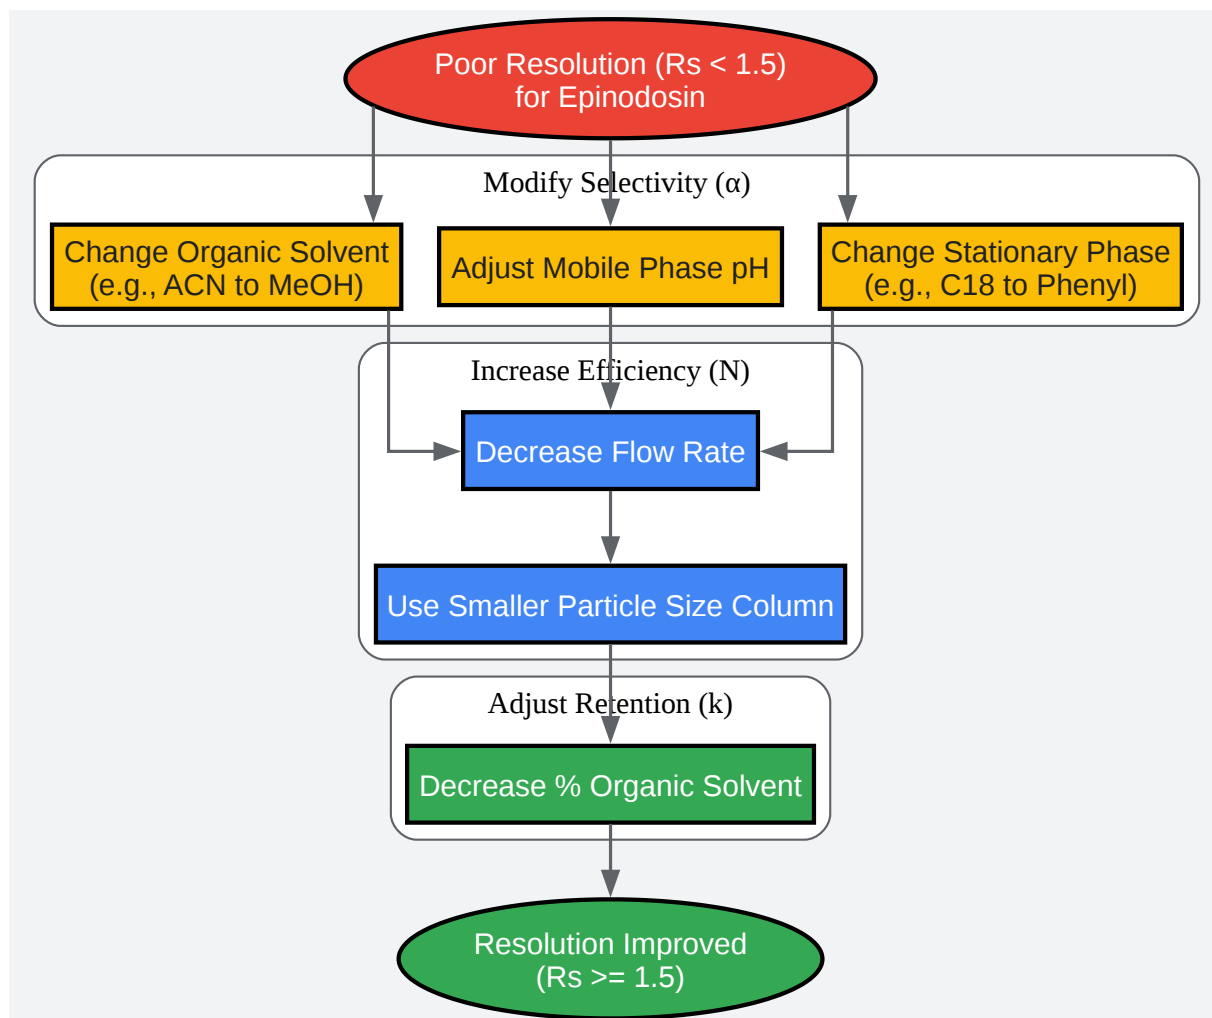 Poor Resolution (Rs < 1.5)
for Epinodosin
Modify Selectivity (α)
Change Organic Solvent
(e.g., ACN to MeOH)
Adjust Mobile Phase pH
Change Stationary Phase
(e.g., C18 to Phenyl)
Increase Efficiency (N)
Decrease Flow Rate
Use Smaller Particle Size Column
Adjust Retention (k)
Decrease % Organic Solvent
Resolution Improved
(Rs >= 1.5)